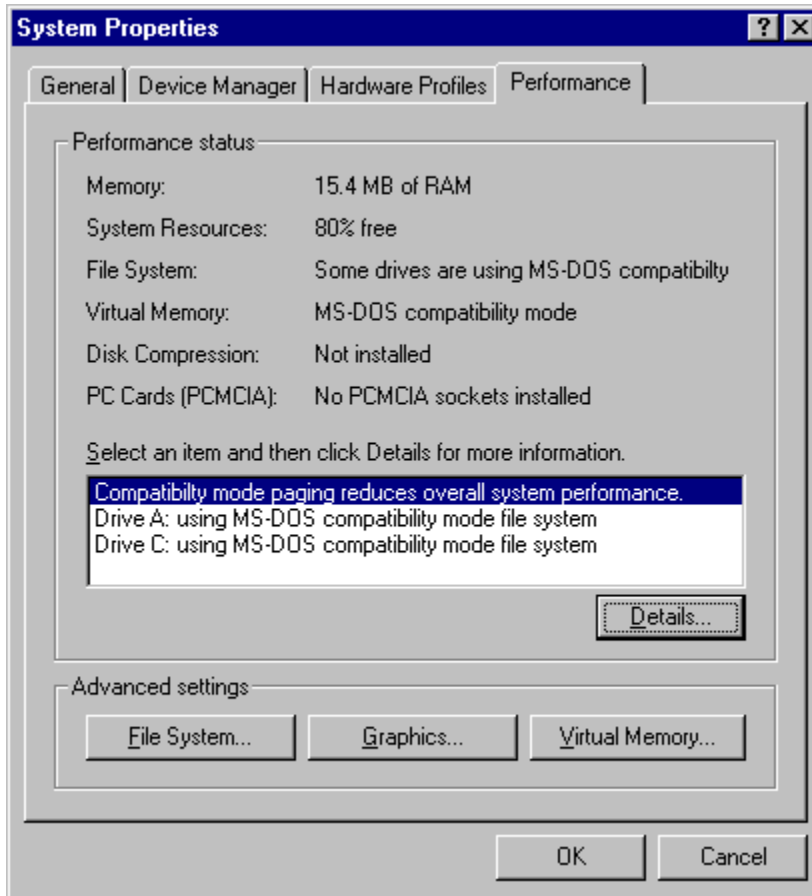 System Properties
General Device Manager Hardware Profiles Performance
Performance status
Memory: 15.4 MB of RAM
System Resources: 80% free
File System: Some drives are using MS-DOS compatibilty
Virtual Memory: MS-DOS compatibility mode
Disk Compression: Not installed
PC Cards (PCMCIA): No PCMCIA sockets installed
Select an item and then click Details for more information.
Compatibilty mode paging reduces overall system performance.
Drive A: using MS-DOS compatibility mode file system
Drive C: using MS-DOS compatibility mode file system
Details...
Advanced settings
File System... Graphics... Virtual Memory...
OK Cancel